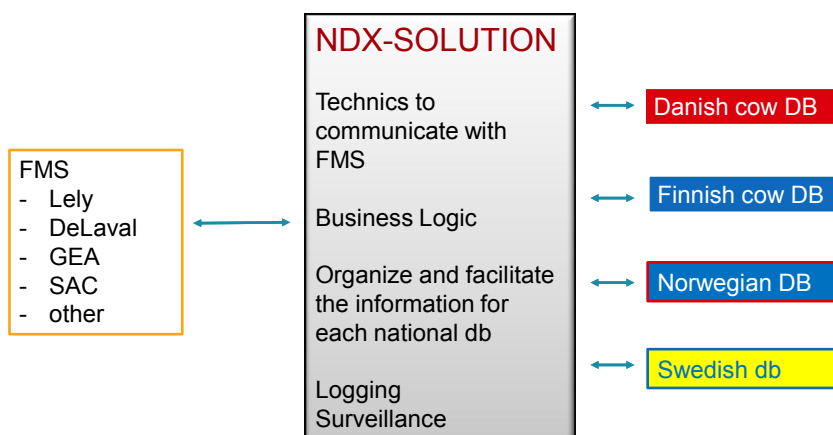 NDX-SOLUTION
Technics to
communicate with
FMS
Business Logic
Organize and facilitate
the information for
each national db
Logging
Surveillance
FMS
- Lely
- DeLaval
- GEA
- SAC
- other
Danish cow DB
Finnish cow DB
Norwegian DB
Swedish db